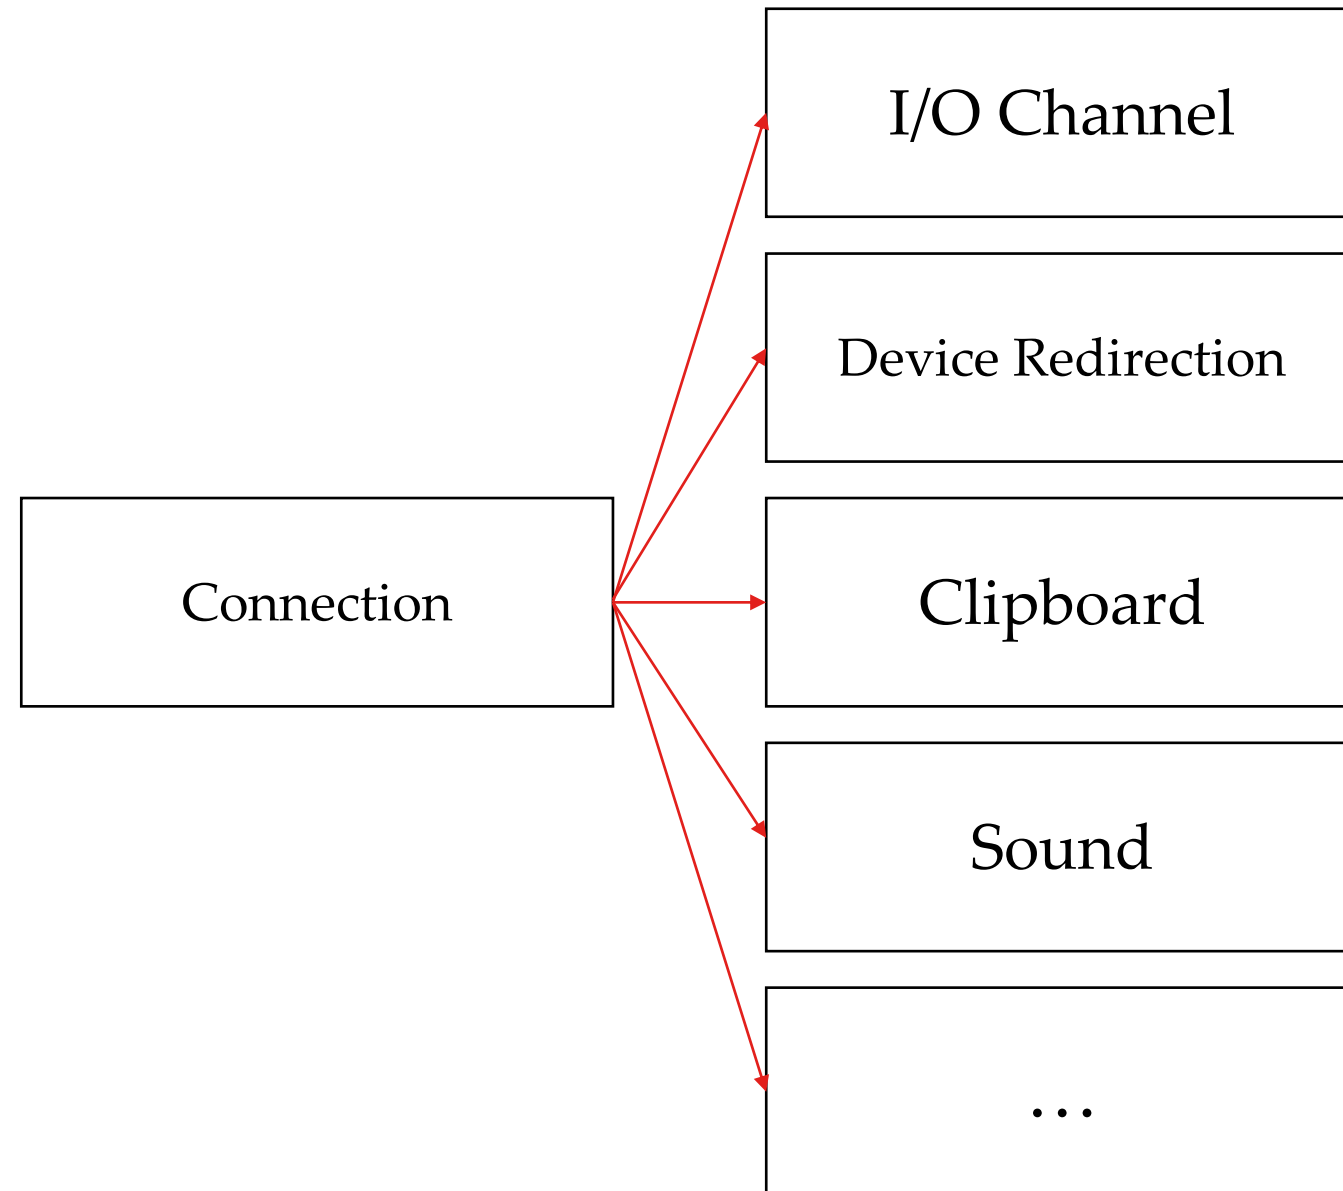 I/O Channel
Device Redirection
Connection
Clipboard
Sound
…